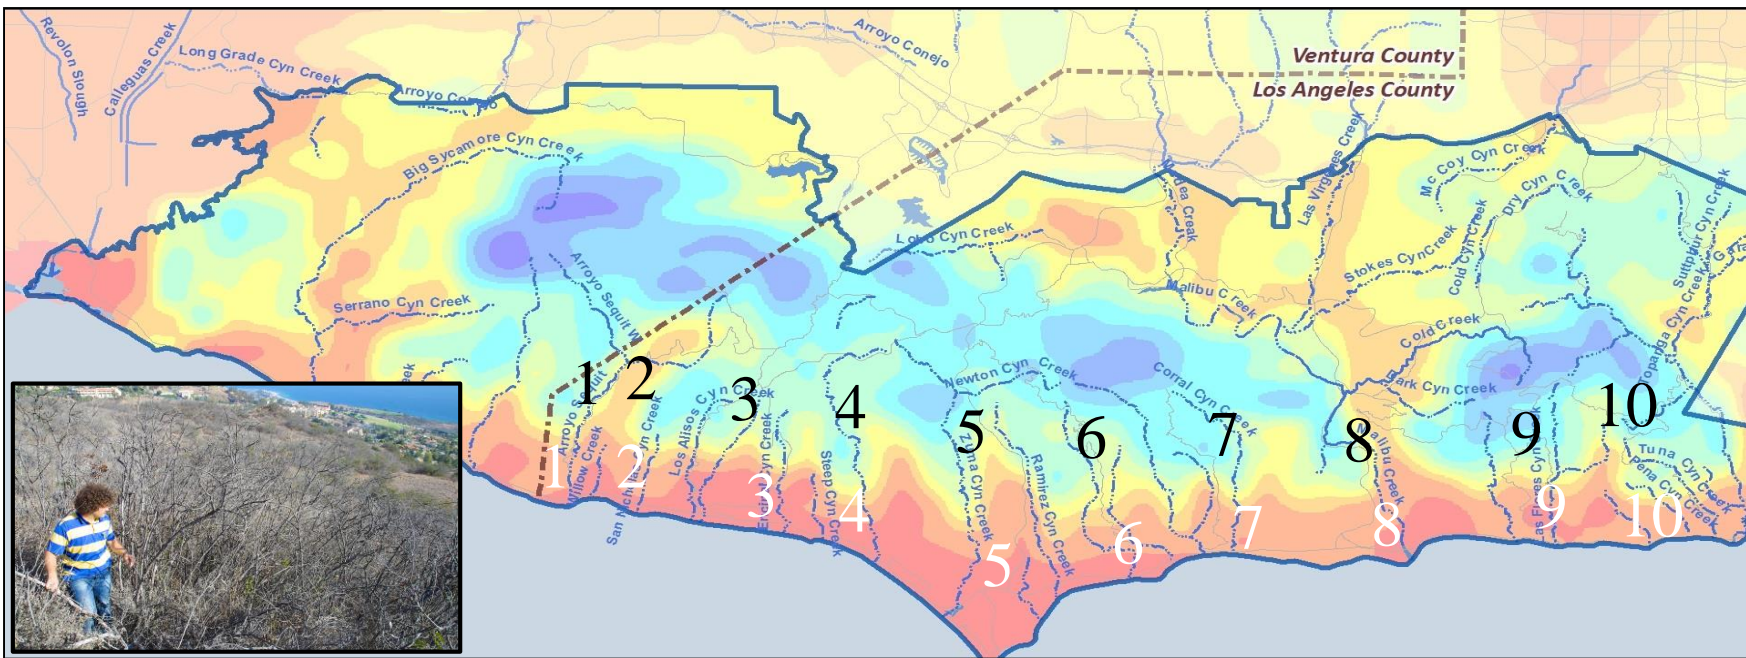 Revolon Slough
Calleguas Creek
Long Grade Cyn Creek
Arroyo Conejo
Arroyo Conejo
Ventura County
Los Angeles County
Big Sycamore Cyn Creek
Mc Coy Cyn Creek
Dry Cyn Creek
Las Virgenes Creek
Lobo Cyn Creek
Stokes Cyn Creek
Cold Cyn Creek
Topanga Cyn Creek
Serrano Cyn Creek
Arroyo Sequit
Malibu Creek
Cold Creek
Newton Cyn Creek
Corral Cyn Creek
Dark Cyn Creek
Arroyo Sequit
Willow Creek
Los Alisos Cyn Creek
Creek
Sleep Cyn Creek
Zuma Cyn Creek
Ramirez Cyn Creek
Malibu Creek
Tuna Cyn Creek
Pena Cyn Creek
1
2
3
4
5
6
7
8
9
10
1
2
3
4
5
6
7
8
9
10